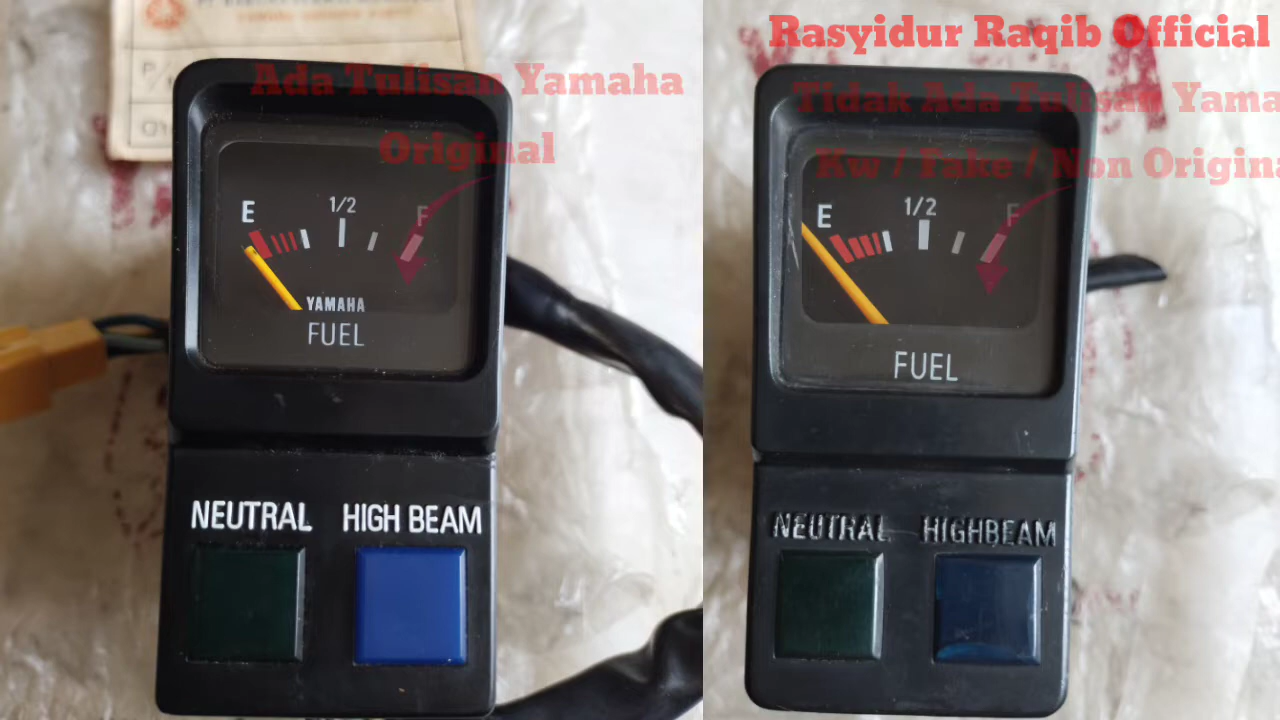 Ada Tulisan Yamaha
Original
P/
E
1/2
F
YAMAHA
FUEL
NEUTRAL
HIGH BEAM
Rasyidur Raqib Official
Tidak Ada Tulisan Yama
Kw / Fake / Non Origina
E
1/2
F
FUEL
NEUTRAL
HIGHBEAM